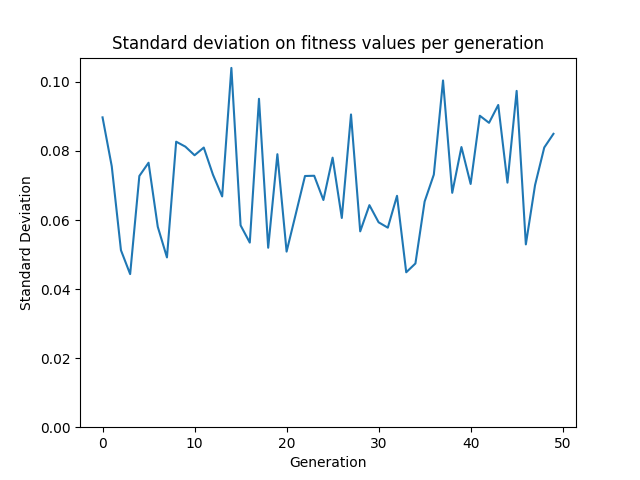 Standard deviation on fitness values per generation
0.10
0.08
0.06
0.04
0.02
0.00
Standard Deviation
0 10 20 30 40 50
Generation